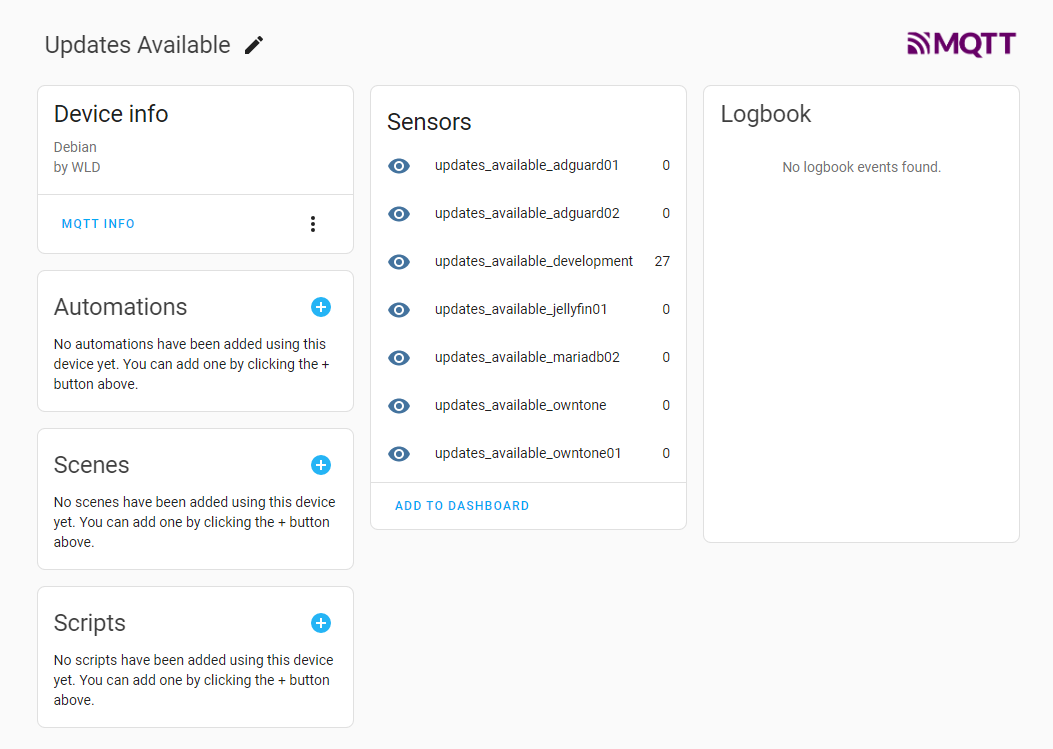 Updates Available
MQTT
Device info
Debian
by WLD
MQTT INFO
Automations
No automations have been added using this
device yet. You can add one by clicking the +
button above.
Scenes
No scenes have been added using this device
yet. You can add one by clicking the + button
above.
Scripts
No scripts have been added using this device
yet. You can add one by clicking the + button
above.
Sensors
updates_available_adguard01 0
updates_available_adguard02 0
updates_available_development 27
updates_available_jellyfin01 0
updates_available_mariadb02 0
updates_available_owntone 0
updates_available_owntone01 0
ADD TO DASHBOARD
Logbook
No logbook events found.